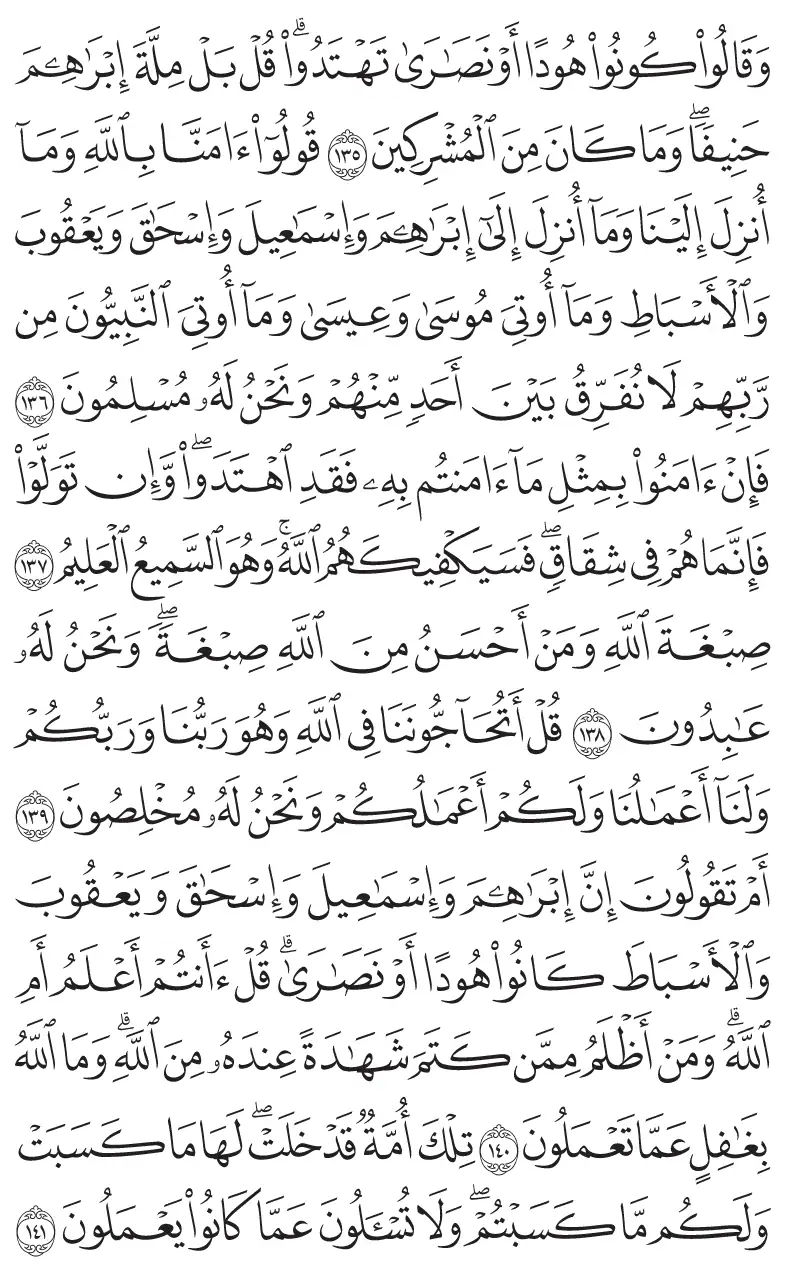 وَقَالُوا۟ كُونُوا۟ هُودًا أَوْ نَصَـٰرَىٰ تَهْتَدُوا۟ ۗ قُلْ بَلْ مِلَّةَ إِبْرَٰهِـۧمَ
حَنِيفًا ۖ وَمَا كَانَ مِنَ ٱلْمُشْرِكِينَ ١٣٥ قُولُوٓا۟ ءَامَنَّا بِٱللَّهِ وَمَآ
أُنزِلَ إِلَيْنَا وَمَآ أُنزِلَ إِلَىٰٓ إِبْرَٰهِـۧمَ وَإِسْمَـٰعِيلَ وَإِسْحَـٰقَ وَيَعْقُوبَ
وَٱلْأَسْبَاطِ وَمَآ أُوتِىَ مُوسَىٰ وَعِيسَىٰ وَمَآ أُوتِىَ ٱلنَّبِيُّونَ مِن
رَّبِّهِمْ لَا نُفَرِّقُ بَيْنَ أَحَدٍ مِّنْهُمْ وَنَحْنُ لَهُۥ مُسْلِمُونَ ١٣٦
فَإِنْ ءَامَنُوا۟ بِمِثْلِ مَآ ءَامَنتُم بِهِۦ فَقَدِ ٱهْتَدَوا۟ ۖ وَّإِن تَوَلَّوْا۟
فَإِنَّمَا هُمْ فِى شِقَاقٍ ۖ فَسَيَكْفِيكَهُمُ ٱللَّهُ ۚ وَهُوَ ٱلسَّمِيعُ ٱلْعَلِيمُ ١٣٧
صِبْغَةَ ٱللَّهِ وَمَنْ أَحْسَنُ مِنَ ٱللَّهِ صِبْغَةً ۖ وَنَحْنُ لَهُۥ
عَـٰبِدُونَ ١٣٨ قُلْ أَتُحَآجُّونَنَا فِى ٱللَّهِ وَهُوَ رَبُّنَا وَرَبُّكُمْ
وَلَنَآ أَعْمَـٰلُنَا وَلَكُمْ أَعْمَـٰلُكُمْ وَنَحْنُ لَهُۥ مُخْلِصُونَ ١٣٩
أَمْ تَقُولُونَ إِنَّ إِبْرَٰهِـۧمَ وَإِسْمَـٰعِيلَ وَإِسْحَـٰقَ وَيَعْقُوبَ
وَٱلْأَسْبَاطَ كَانُوا۟ هُودًا أَوْ نَصَـٰرَىٰ ۗ قُلْ ءَأَنتُمْ أَعْلَمُ أَمِ
ٱللَّهُ ۗ وَمَنْ أَظْلَمُ مِمَّن كَتَمَ شَهَـٰدَةً عِندَهُۥ مِنَ ٱللَّهِ ۗ وَمَا ٱللَّهُ
بِغَـٰفِلٍ عَمَّا تَعْمَلُونَ ١٤٠ تِلْكَ أُمَّةٌ قَدْ خَلَتْ ۖ لَهَا مَا كَسَبَتْ
وَلَكُم مَّا كَسَبْتُمْ ۖ وَلَا تُسْـَٔلُونَ عَمَّا كَانُوا۟ يَعْمَلُونَ ١٤١